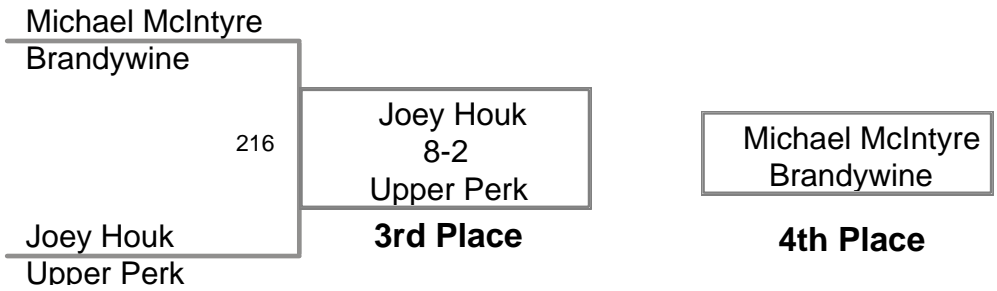 Michael McIntyre
Brandywine
216
Joey Houk
8-2
Upper Perk
3rd Place
Michael McIntyre
Brandywine
4th Place
Joey Houk
Upper Perk